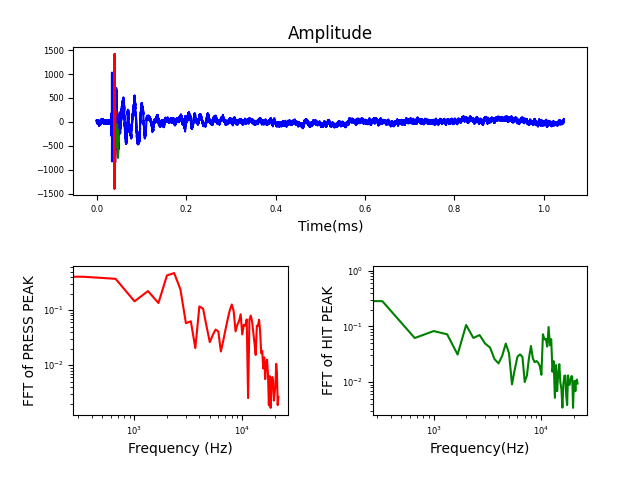 Amplitude
1500
1000
500
0
−500
−1000
−1500
0.0 0.2 0.4 0.6 0.8 1.0
Time(ms)
FFT of PRESS PEAK
10⁻¹
10⁻²
10³ 10⁴
Frequency (Hz)
FFT of HIT PEAK
10⁰
10⁻¹
10⁻²
10³ 10⁴
Frequency(Hz)